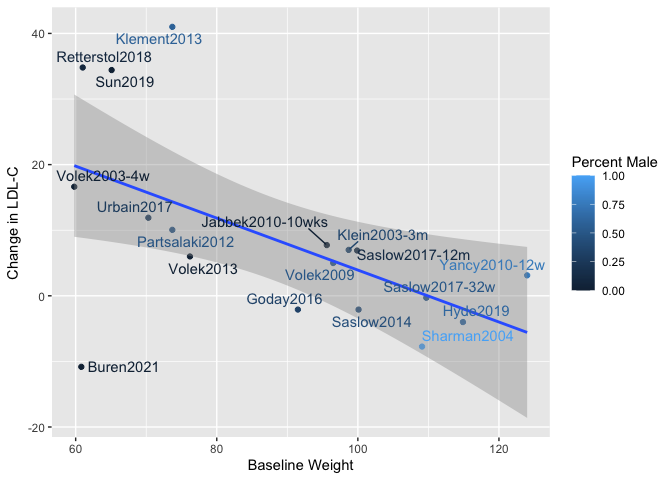 40
Klement2013
Retterstol2018
Sun2019
20
Volek2003-4w
Urbain2017
Jabbek2010-10wks
Klein2003-3m
Partsalaki2012
Saslow2017-12m
Volek2013
Volek2009
Yancy2010-12w
Saslow2017-32w
0
Goday2016
Hyde2019
Saslow2014
Sharman2004
Buren2021
-20
60
80
100
120
Baseline Weight
Change in LDL-C
Percent Male
1.00
0.75
0.50
0.25
0.00